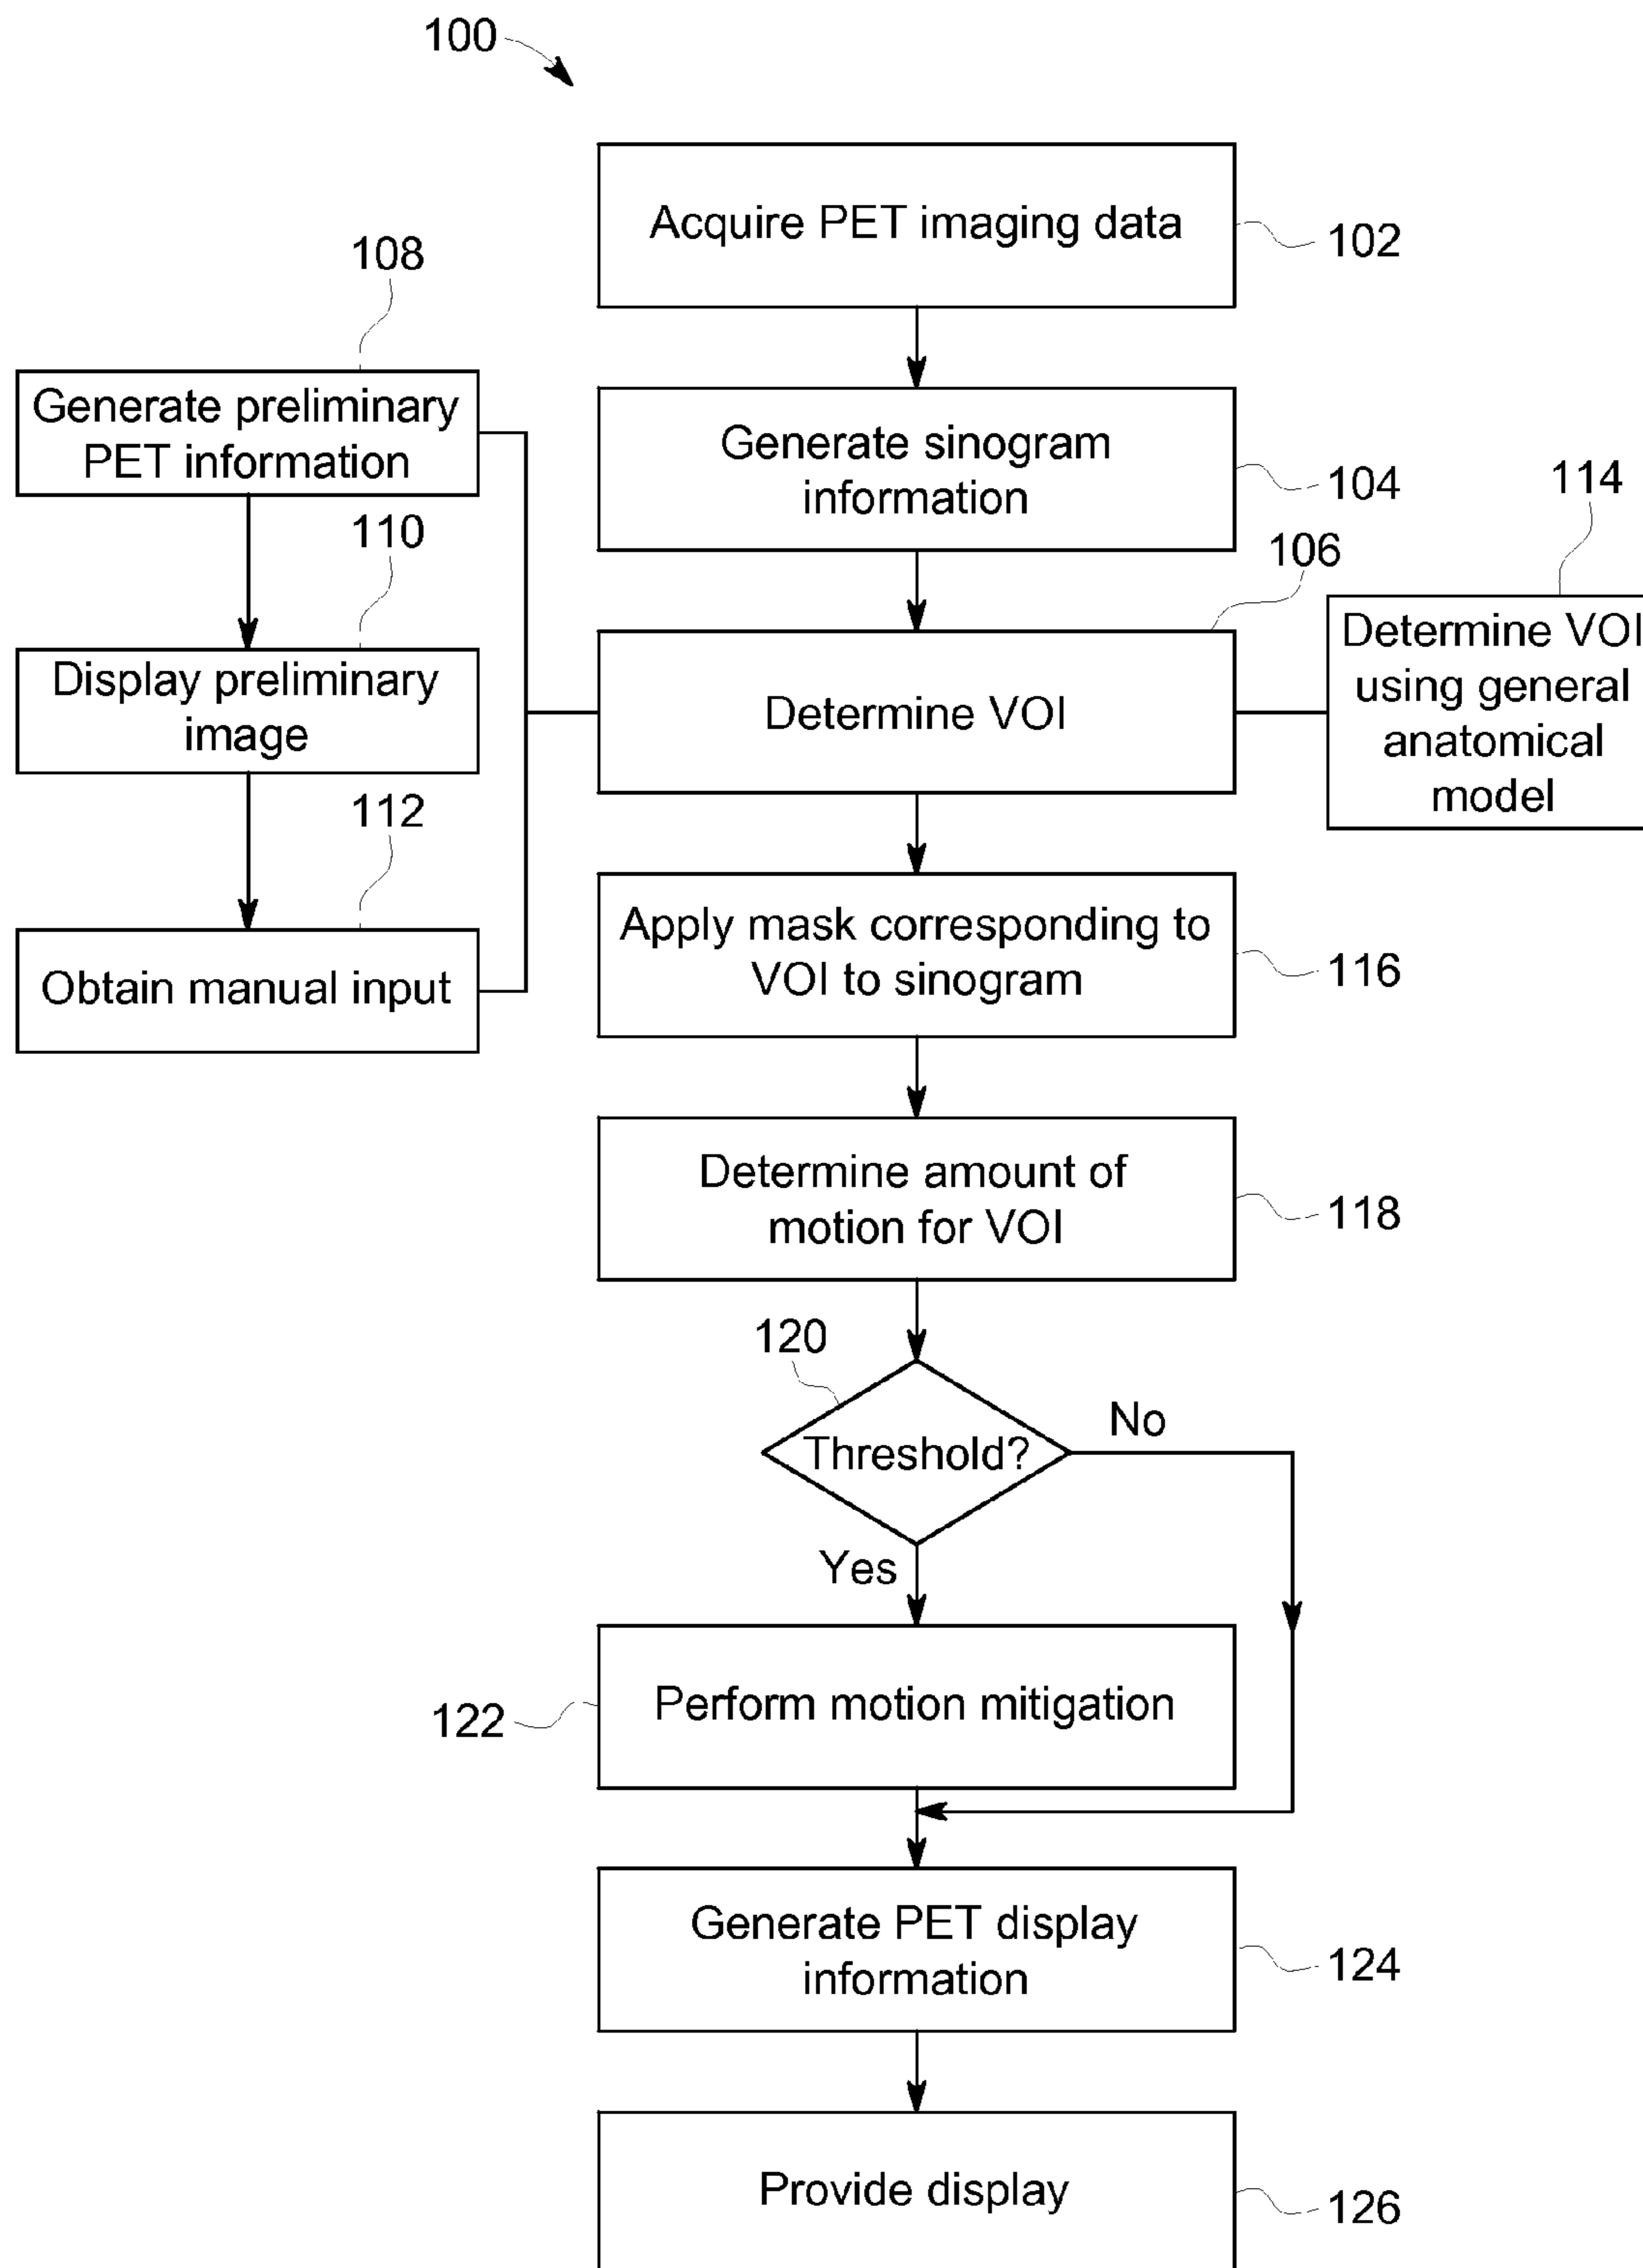 100
Acquire PET imaging data
102
108
Generate preliminary
PET information
Generate sinogram
information
104
114
110
106
Display preliminary
image
Determine VOI
Determine VOI
using general
anatomical
model
112
Obtain manual input
Apply mask corresponding to
VOI to sinogram
116
Determine amount of
motion for VOI
118
120
Threshold?
No
Yes
Perform motion mitigation
122
Generate PET display
information
124
Provide display
126